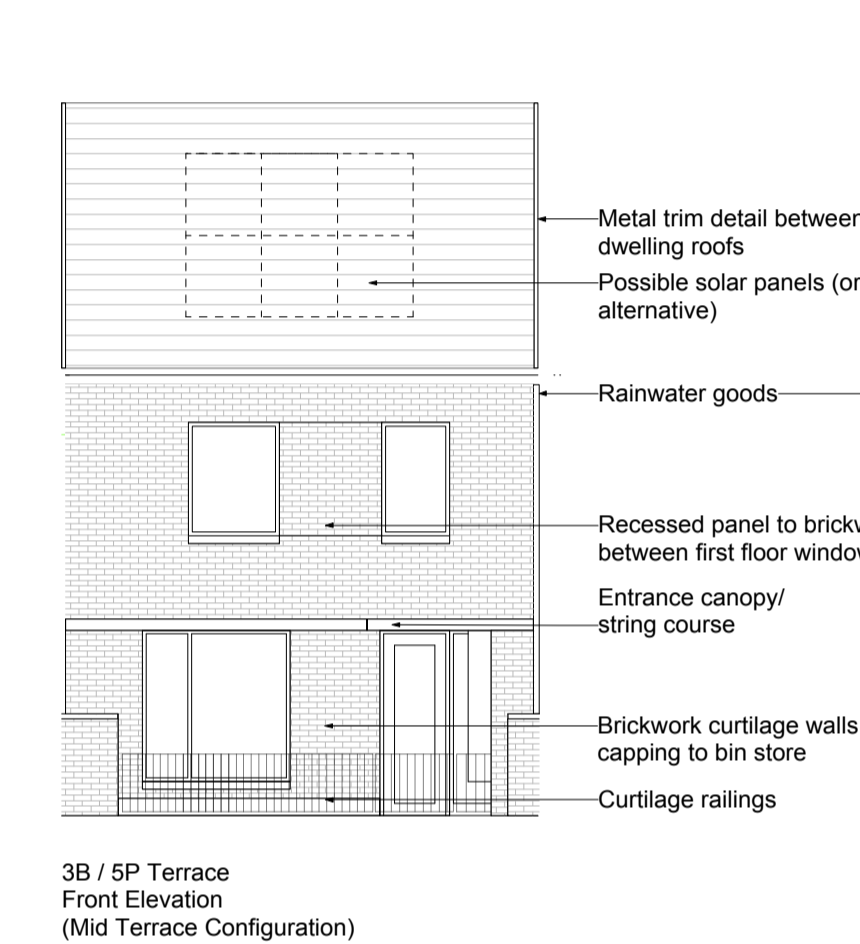 Metal trim detail between
dwelling roofs
Possible solar panels (or
alternative)
Rainwater goods
Recessed panel to
between first floor
Entrance canopy/
string course
Brickwork curtilage walls
capping to bin store
Curtilage railings
3B / 5P Terrace
Front Elevation
(Mid Terrace Configuration)